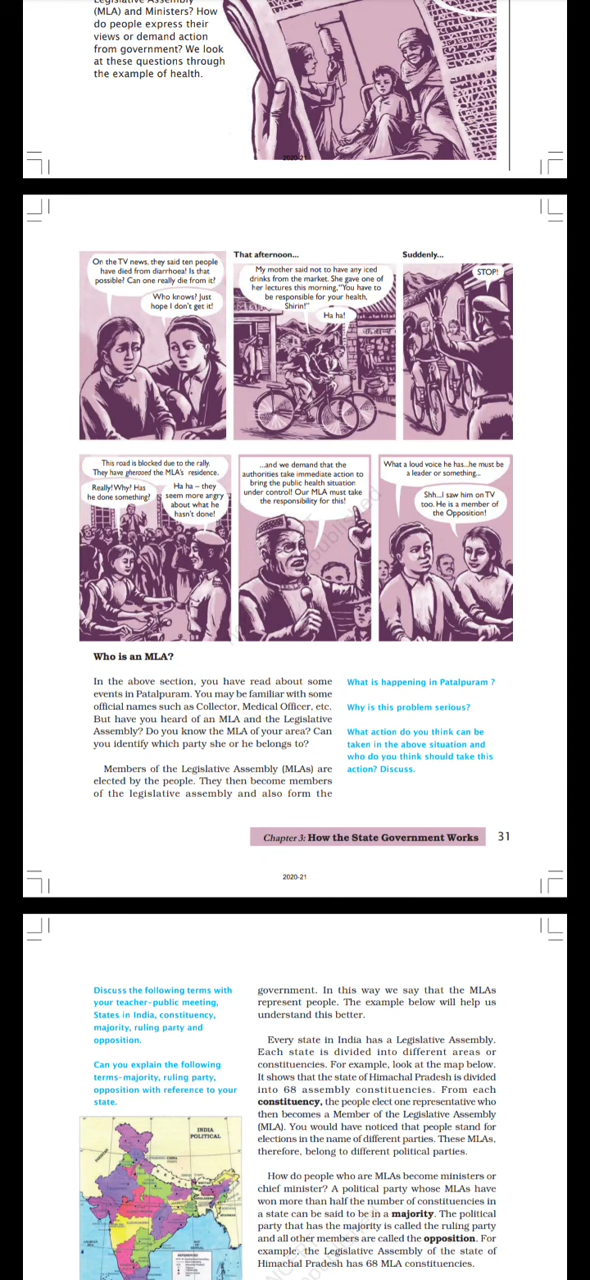 Legislative Assembly
(MLA) and Ministers? How
do people express their
views or demand action
from government? We look
at these questions through
the example of health.
2020-21
On the TV news, they said ten people
have died from diarrhoea! Is that
possible? Can one really die from it?
Who knows? Just
hope I don't get it!
That afternoon...
My mother said not to have any iced
drinks from the market. She gave one of
her lectures this morning, "You have to
be responsible for your health,
Shirin!"
Ha ha!
Suddenly...
STOP!
This road is blocked due to the rally.
They have gheraoed the MLA's residence.
Really! Why? Has
he done something?
Ha ha – they
seem more angry
about what he
hasn't done!
...and we demand that the
authorities take immediate action to
bring the public health situation
under control! Our MLA must take
the responsibility for this!
What a loud voice he has...he must be
a leader or something...
Shh...I saw him on TV
too. He is a member of
the Opposition!
Who is an MLA?
In the above section, you have read about some
events in Patalpuram. You may be familiar with some
official names such as Collector, Medical Officer, etc.
But have you heard of an MLA and the Legislative
Assembly? Do you know the MLA of your area? Can
you identify which party she or he belongs to?
Members of the Legislative Assembly (MLAs) are
elected by the people. They then become members
of the legislative assembly and also form the
What is happening in Patalpuram ?
Why is this problem serious?
What action do you think can be
taken in the above situation and
who do you think should take this
action? Discuss.
Chapter 3: How the State Government Works 31
2020-21
Discuss the following terms with
your teacher-public meeting,
States in India, constituency,
majority, ruling party and
opposition.
Can you explain the following
terms-majority, ruling party,
opposition with reference to your
state.
INDIA
POLITICAL
government. In this way we say that the MLAs
represent people. The example below will help us
understand this better.
Every state in India has a Legislative Assembly.
Each state is divided into different areas or
constituencies. For example, look at the map below.
It shows that the state of Himachal Pradesh is divided
into 68 assembly constituencies. From each
constituency, the people elect one representative who
then becomes a Member of the Legislative Assembly
(MLA). You would have noticed that people stand for
elections in the name of different parties. These MLAs,
therefore, belong to different political parties.
How do people who are MLAs become ministers or
chief minister? A political party whose MLAs have
won more than half the number of constituencies in
a state can be said to be in a majority. The political
party that has the majority is called the ruling party
and all other members are called the opposition. For
example, the Legislative Assembly of the state of
Himachal Pradesh has 68 MLA constituencies.